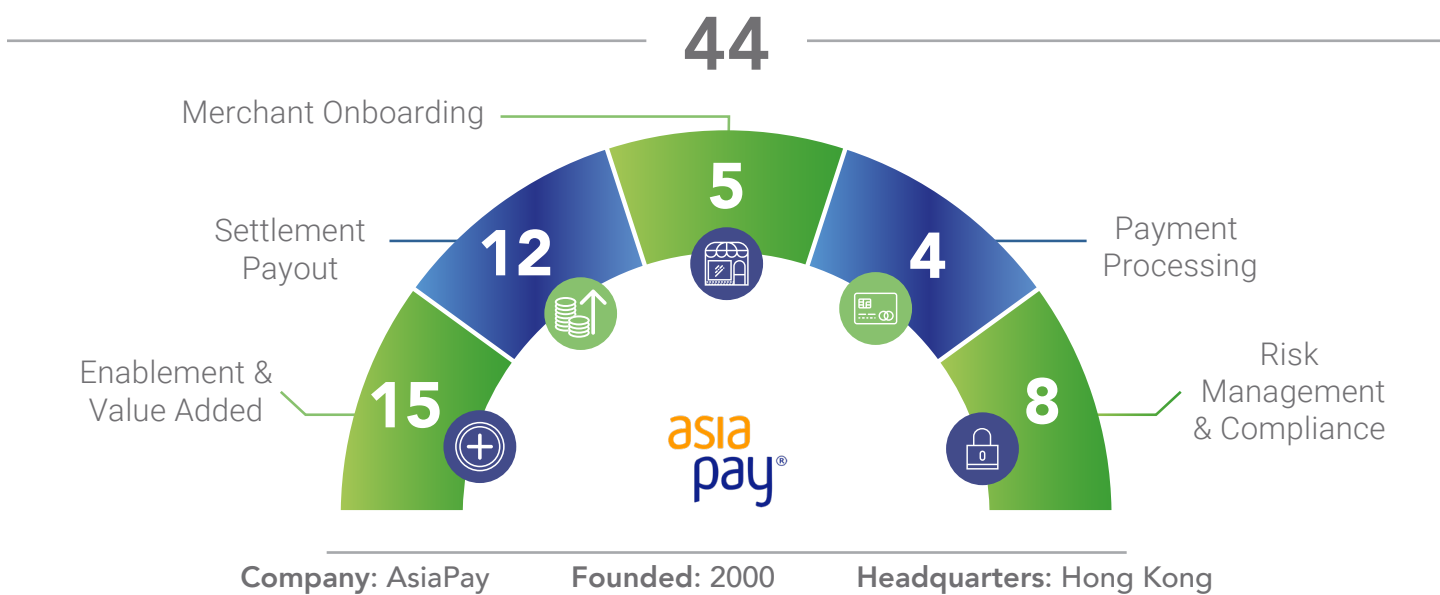 44
Merchant Onboarding
5
Settlement
Payout
12
4
Payment
Processing
Enablement &
Value Added
15
8
Risk
Management
& Compliance
asia
pay®
Company: AsiaPay Founded: 2000 Headquarters: Hong Kong